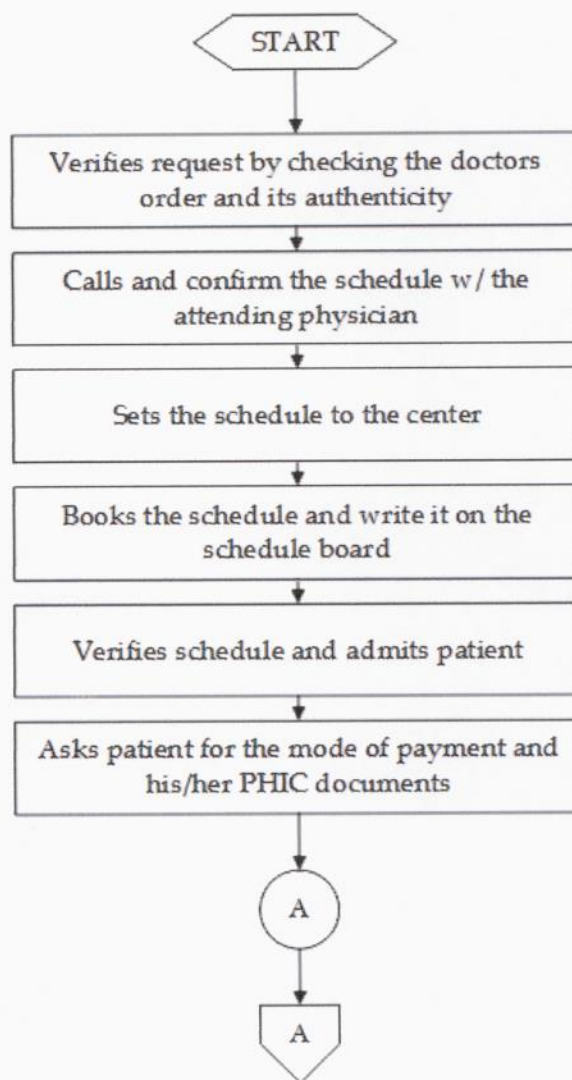 START
Verifies request by checking the doctors
order and its authenticity
Calls and confirm the schedule w/ the
attending physician
Sets the schedule to the center
Books the schedule and write it on the
schedule board
Verifies schedule and admits patient
Asks patient for the mode of payment and
his/her PHIC documents
A
A